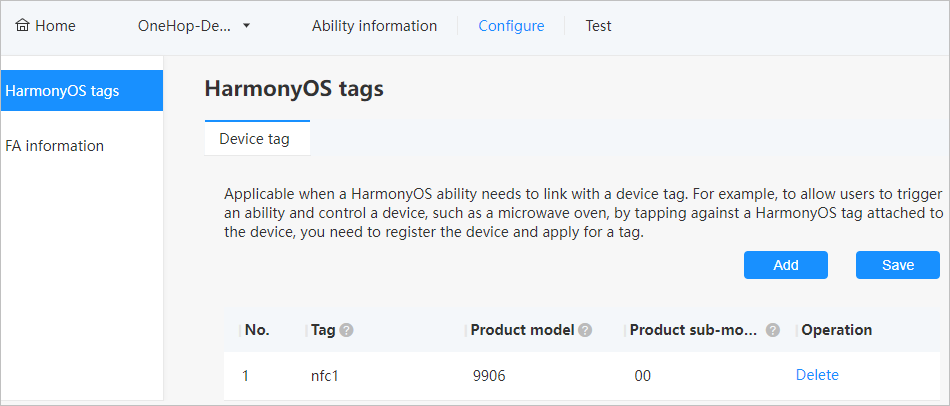 Home OneHop-De... Ability information Configure Test
HarmonyOS tags
FA information
HarmonyOS tags
Device tag
Applicable when a HarmonyOS ability needs to link with a device tag. For example, to allow users to trigger
an ability and control a device, such as a microwave oven, by tapping against a HarmonyOS tag attached to
the device, you need to register the device and apply for a tag.
Add Save
No. Tag ? Product model ? Product sub-mo... ? Operation
1 nfc1 9906 00 Delete